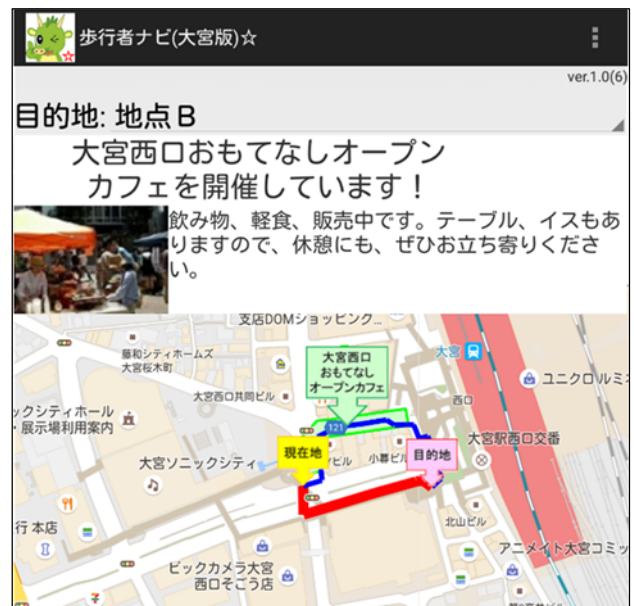 歩行者ナビ(大宮版)☆
ver.1.0(6)
目的地: 地点B
大宮西口おもてなしオープン
カフェを開催しています！
飲み物、軽食、販売中です。テーブル、イスもあ
りますので、休憩にも、ぜひお立ち寄りくださ
い。
支店DOMショッピング...
藤和シティホームズ
大宮桜木町
大宮西口
おもてなし
オープンカフェ
大宮
ユニクロ
大宮西口共同ビル
西口
ックシティホール
・展示場利用案内
121
大宮駅西口交番
現在地
目的地
大宮ソニックシティ
ビル
行 本店
北山ビル
アニメイト大宮コミッ
ビックカメラ大宮
西口そごう店